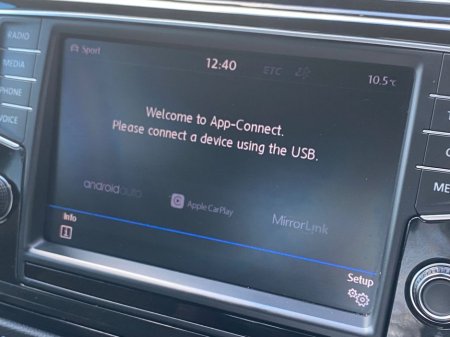 RADIO
MEDIA
PHONE
VOICE
Sport
12:40
ETC
10.5°C
Welcome to App-Connect.
Please connect a device using the USB.
androidauto
Apple CarPlay
MirrorLink
Info
i
Setup
ME